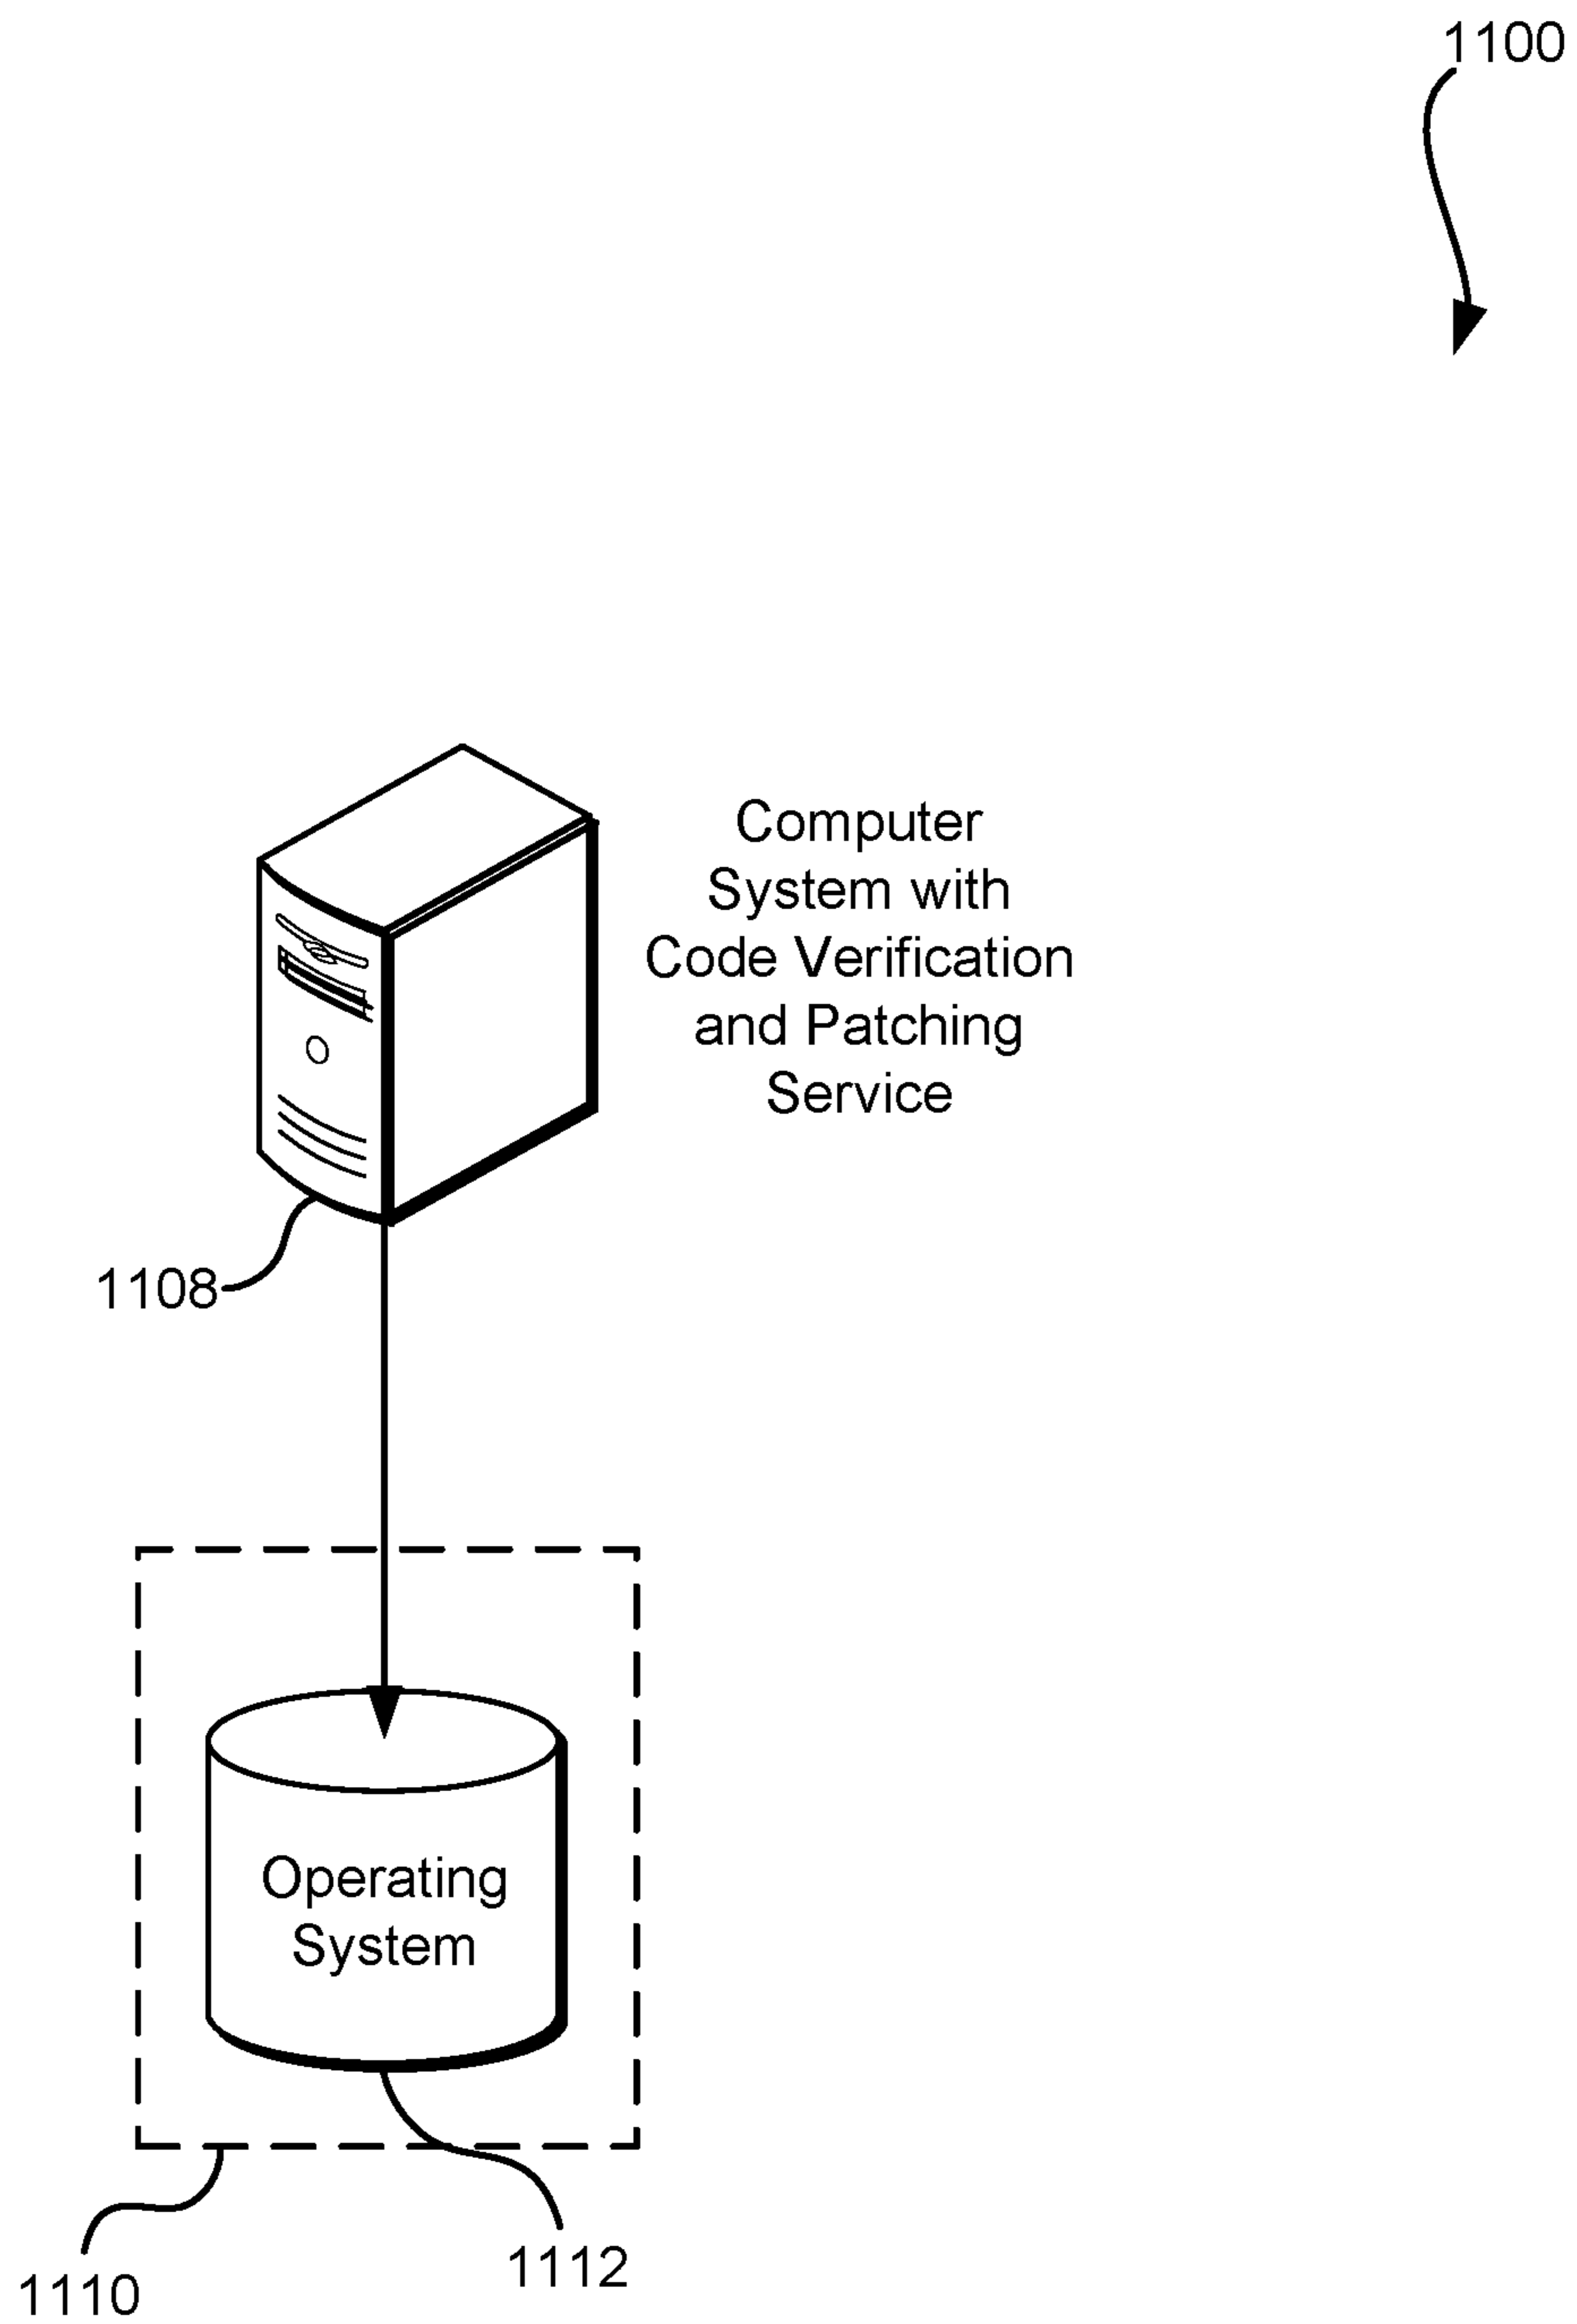 1100
Computer
System with
Code Verification
and Patching
Service
1108
Operating
System
1112
1110